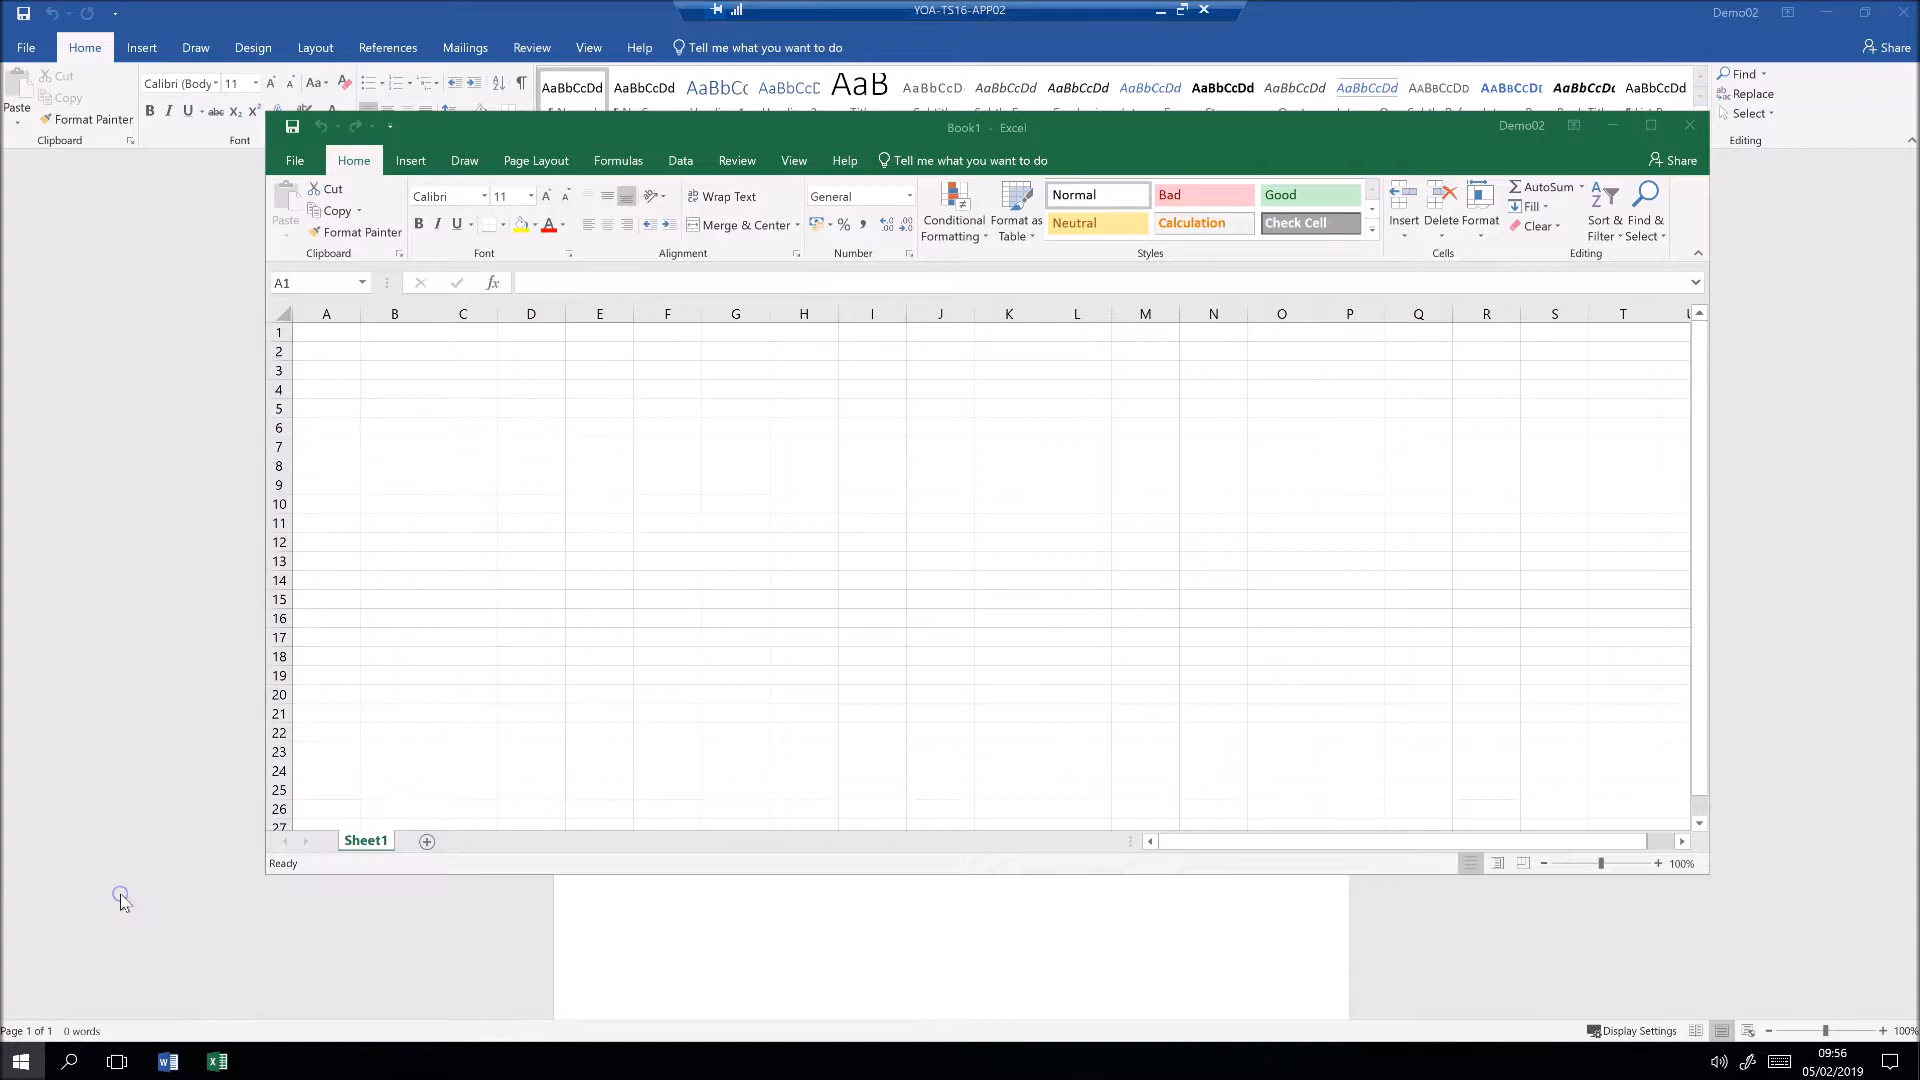 YOA-TS16-APP02
Demo02
File Home Insert Draw Design Layout References Mailings Review View Help Tell me what you want to do Share
Paste
Cut
Copy
Format Painter
Clipboard
Calibri (Body 11 Aa
B I U abc X₂ X²
Font
AaBbCcDd AaBbCcDd AaBbCc AaBbCcD AaB AaBbCcD AaBbCcDd AaBbCcDd AaBbCcDd AaBbCcDd AaBbCcDd AaBbCcDd AaBbCcDd AaBbCcDd AaBbCcDd AaBbCcDd
Find
Replace
Select
Editing
Book1 - Excel
Demo02
File Home Insert Draw Page Layout Formulas Data Review View Help Tell me what you want to do Share
Paste
Cut
Copy
Format Painter
Clipboard
Calibri 11
B I U
Font
Wrap Text
Merge & Center
Alignment
General
Number
Conditional Formatting
Format as Table
Normal Bad Good
Neutral Calculation Check Cell
Styles
Insert Delete Format
Cells
AutoSum
Fill
Clear
Sort & Filter
Find & Select
Editing
A1
fx
A B C D E F G H I J K L M N O P Q R S T
1
2
3
4
5
6
7
8
9
10
11
12
13
14
15
16
17
18
19
20
21
22
23
24
25
26
27
Sheet1
Ready
100%
Page 1 of 1 0 words
Display Settings
100%
09:56
05/02/2019